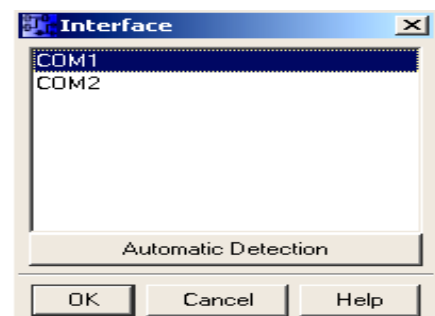 Interface
COM1
COM2
Automatic Detection
OK Cancel Help